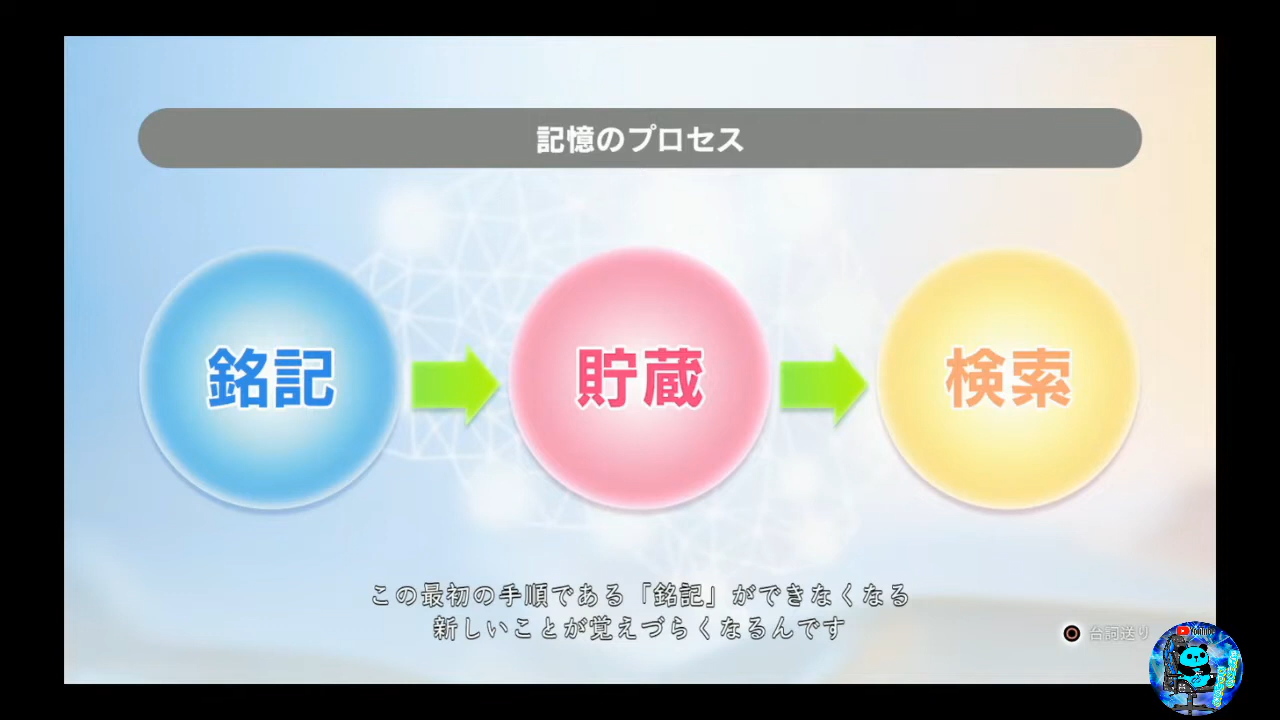 記憶のプロセス
銘記
貯蔵
検索
この最初の手順である「銘記」ができなくなる
新しいことが覚えづらくなるんです
台詞送り